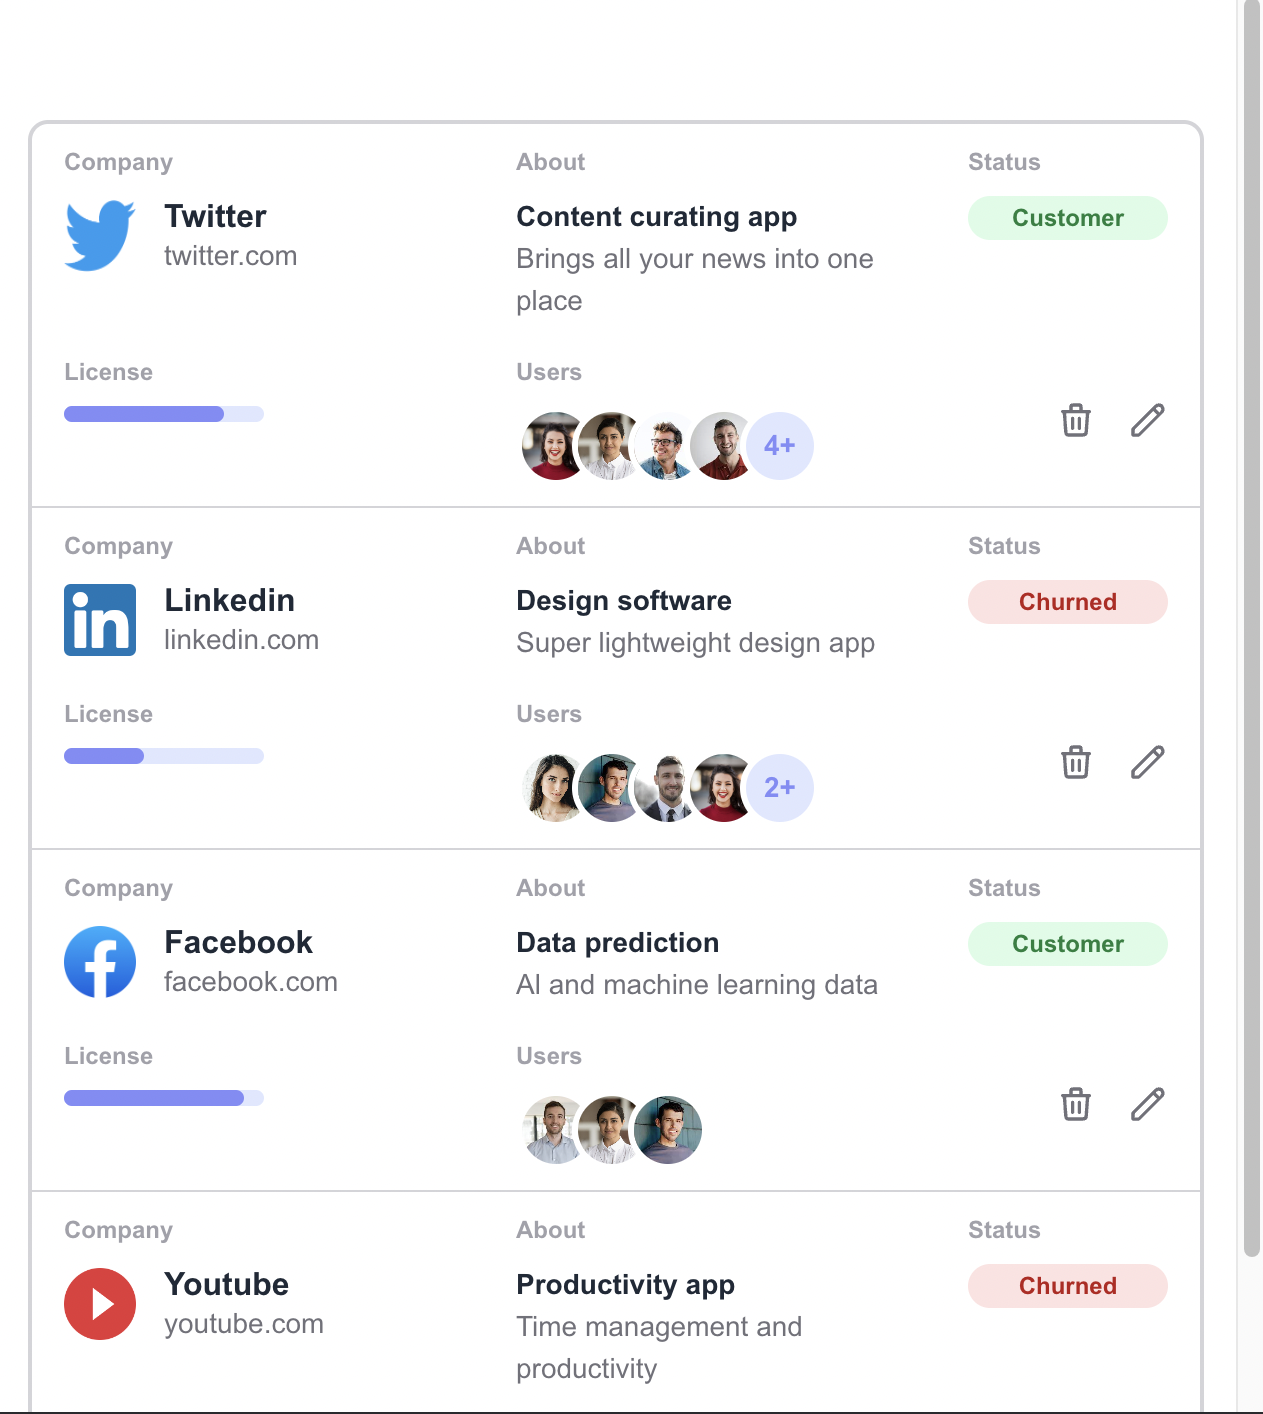 Company About Status
Twitter Content curating app Customer
twitter.com Brings all your news into one
place
License Users
4+
Company About Status
in Linkedin Design software Churned
linkedin.com Super lightweight design app
License Users
2+
Company About Status
f Facebook Data prediction Customer
facebook.com AI and machine learning data
License Users
Company About Status
Youtube Productivity app Churned
youtube.com Time management and
productivity